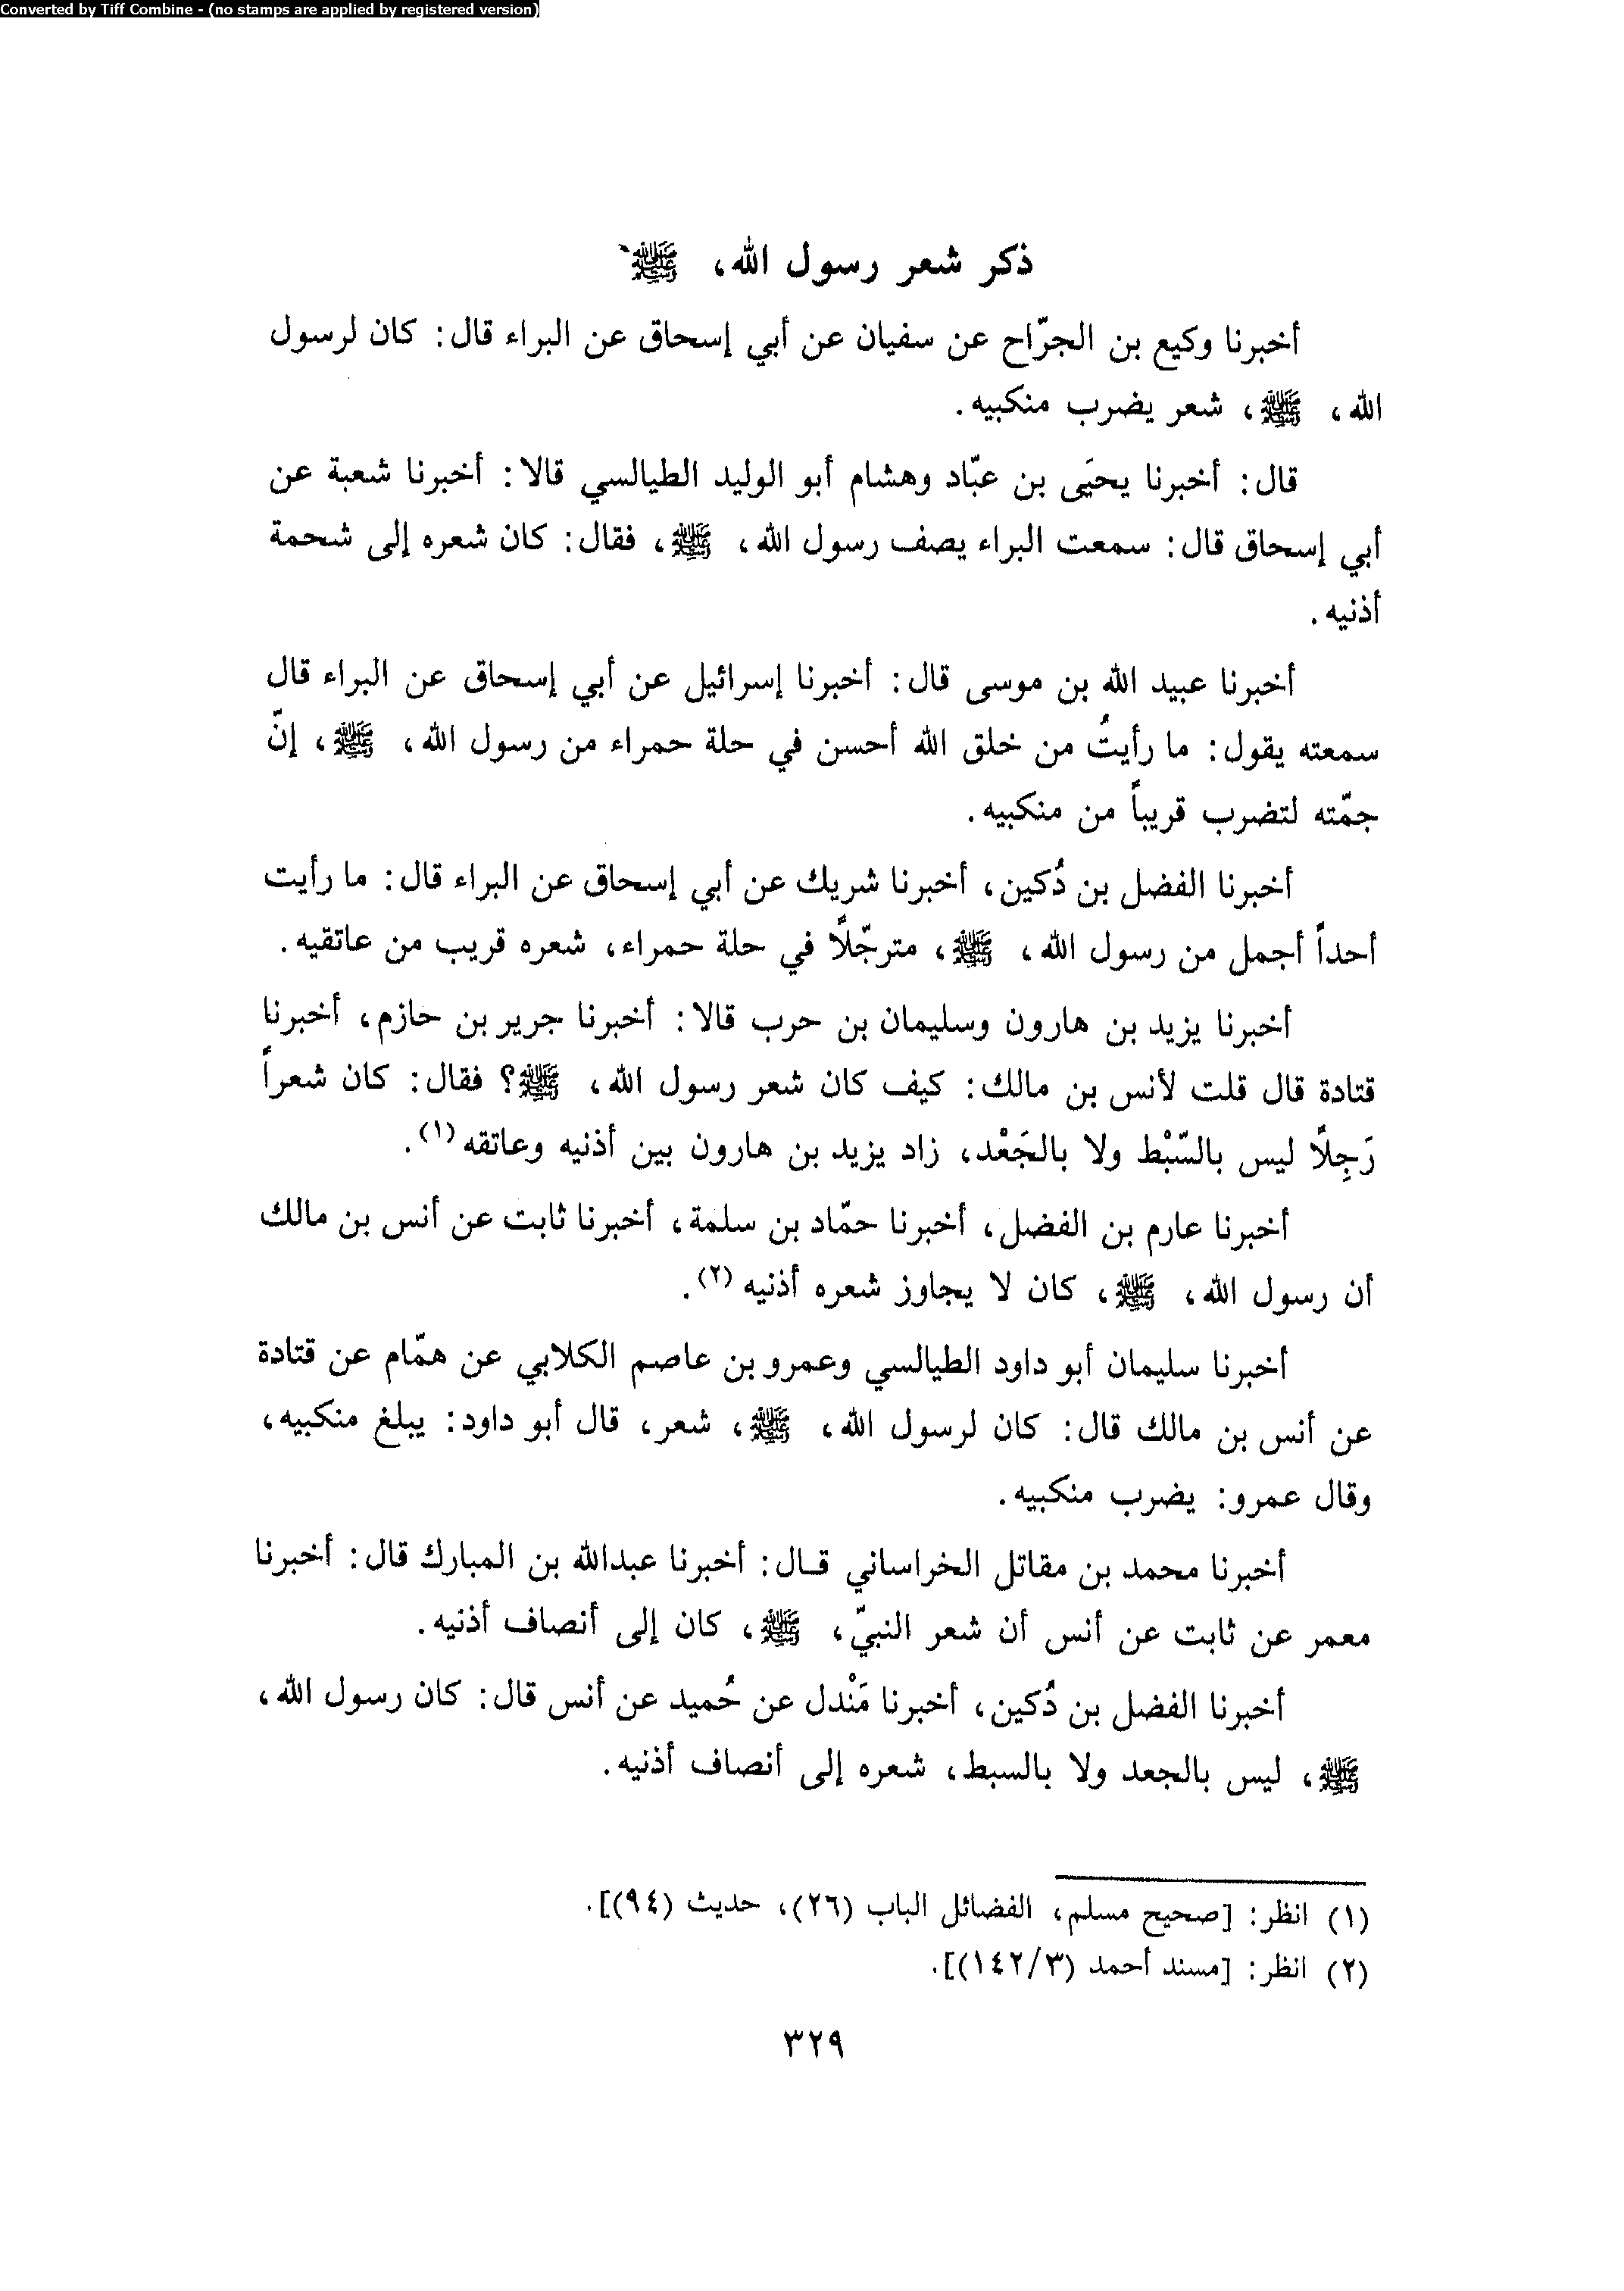 Converted by Tiff Combine - (no stamps are applied by registered version)
ذكر شعر رسول الله، ﷺ
أخبرنا وكيع بن الجرّاح عن سفيان عن أبي إسحاق عن البراء قال: كان لرسول
الله، ﷺ، شعر يضرب منكبيه.
قال: أخبرنا يحيَى بن عبّاد وهشام أبو الوليد الطيالسي قالا: أخبرنا شعبة عن
أبي إسحاق قال: سمعت البراء يصف رسول الله، ﷺ، فقال: كان شعره إلى شحمة
أذنيه.
أخبرنا عبيد الله بن موسى قال: أخبرنا إسرائيل عن أبي إسحاق عن البراء قال
سمعته يقول: ما رأيتُ من خلق الله أحسن في حلة حمراء من رسول الله، ﷺ، إنّ
جمّته لتضرب قريباً من منكبيه.
أخبرنا الفضل بن دُكين، أخبرنا شريك عن أبي إسحاق عن البراء قال: ما رأيت
أحداً أجمل من رسول الله، ﷺ، مترجّلاً في حلة حمراء، شعره قريب من عاتقيه.
أخبرنا يزيد بن هارون وسليمان بن حرب قالا: أخبرنا جرير بن حازم، أخبرنا
قتادة قال قلت لأنس بن مالك: كيف كان شعر رسول الله، ﷺ؟ فقال: كان شعراً
رَجِلاً ليس بالسّبْط ولا بالجَعْد، زاد يزيد بن هارون بين أذنيه وعاتقه (١).
أخبرنا عارم بن الفضل، أخبرنا حمّاد بن سلمة، أخبرنا ثابت عن أنس بن مالك
أن رسول الله، ﷺ، كان لا يجاوز شعره أذنيه (٢).
أخبرنا سليمان أبو داود الطيالسي وعمرو بن عاصم الكلابي عن همّام عن قتادة
عن أنس بن مالك قال: كان لرسول الله، ﷺ، شعر، قال أبو داود: يبلغ منكبيه،
وقال عمرو: يضرب منكبيه.
أخبرنا محمد بن مقاتل الخراساني قـال: أخبرنا عبدالله بن المبارك قال: أخبرنا
معمر عن ثابت عن أنس أن شعر النبيّ، ﷺ، كان إلى أنصاف أذنيه.
أخبرنا الفضل بن دُكين، أخبرنا مَنْدل عن حُميد عن أنس قال: كان رسول الله،
ﷺ، ليس بالجعد ولا بالسبط، شعره إلى أنصاف أذنيه.
(١) انظر: [صحيح مسلم، الفضائل الباب (٢٦)، حديث (٩٤)].
(٢) انظر: [مسند أحمد (١٤٢/٣)].
٣٢٩